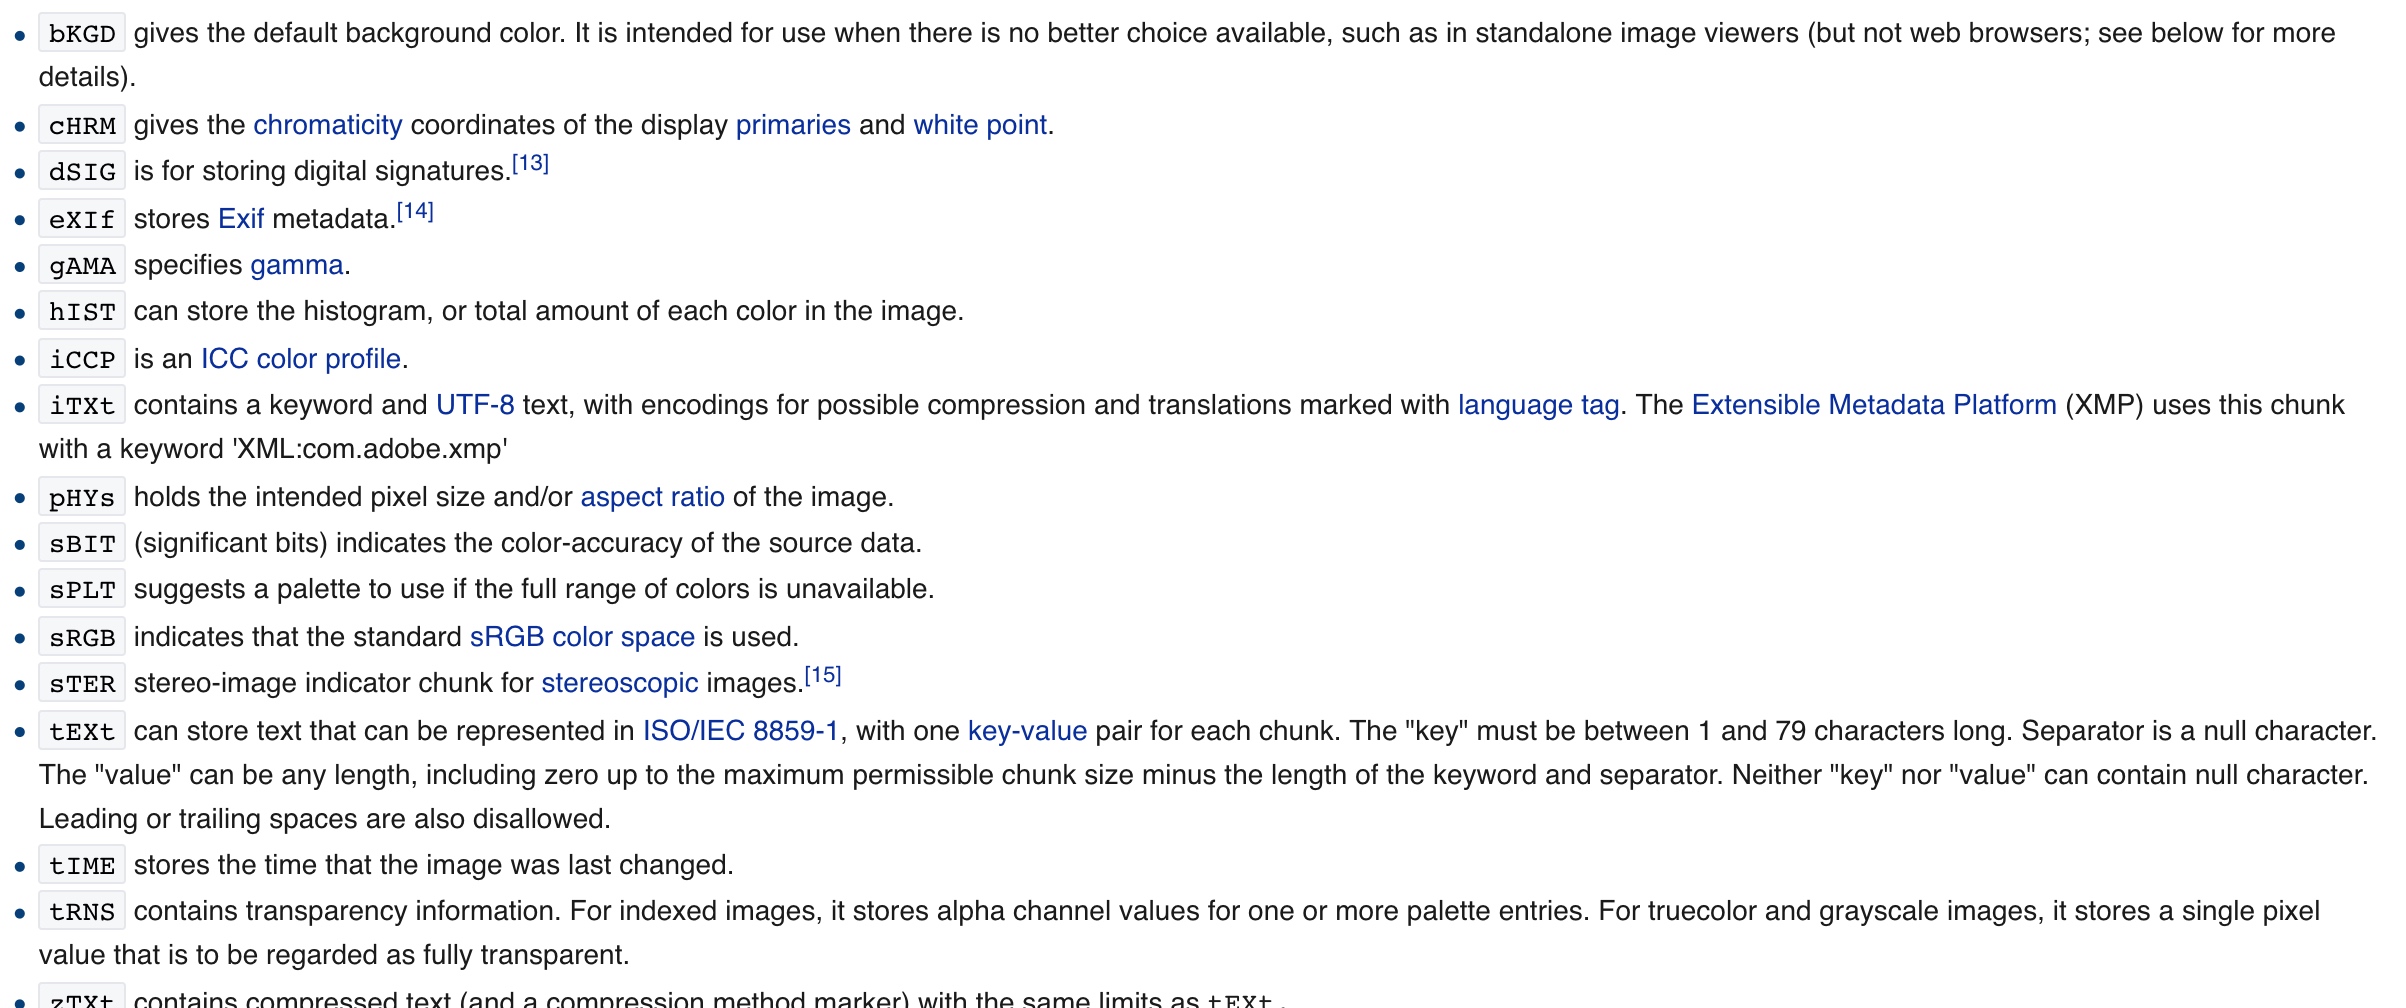 • bKGD gives the default background color. It is intended for use when there is no better choice available, such as in standalone image viewers (but not web browsers; see below for more
details).
• cHRM gives the chromaticity coordinates of the display primaries and white point.
• dSIG is for storing digital signatures.[13]
• eXIf stores Exif metadata.[14]
• gAMA specifies gamma.
• hIST can store the histogram, or total amount of each color in the image.
• iCCP is an ICC color profile.
• iTXt contains a keyword and UTF-8 text, with encodings for possible compression and translations marked with language tag. The Extensible Metadata Platform (XMP) uses this chunk
with a keyword 'XML:com.adobe.xmp'
• pHYs holds the intended pixel size and/or aspect ratio of the image.
• sBIT (significant bits) indicates the color-accuracy of the source data.
• sPLT suggests a palette to use if the full range of colors is unavailable.
• sRGB indicates that the standard sRGB color space is used.
• sTER stereo-image indicator chunk for stereoscopic images.[15]
• tEXt can store text that can be represented in ISO/IEC 8859-1, with one key-value pair for each chunk. The "key" must be between 1 and 79 characters long. Separator is a null character.
The "value" can be any length, including zero up to the maximum permissible chunk size minus the length of the keyword and separator. Neither "key" nor "value" can contain null character.
Leading or trailing spaces are also disallowed.
• tIME stores the time that the image was last changed.
• tRNS contains transparency information. For indexed images, it stores alpha channel values for one or more palette entries. For truecolor and grayscale images, it stores a single pixel
value that is to be regarded as fully transparent.
• zTXt contains compressed text (and a compression method marker) with the same limits as tEXt.